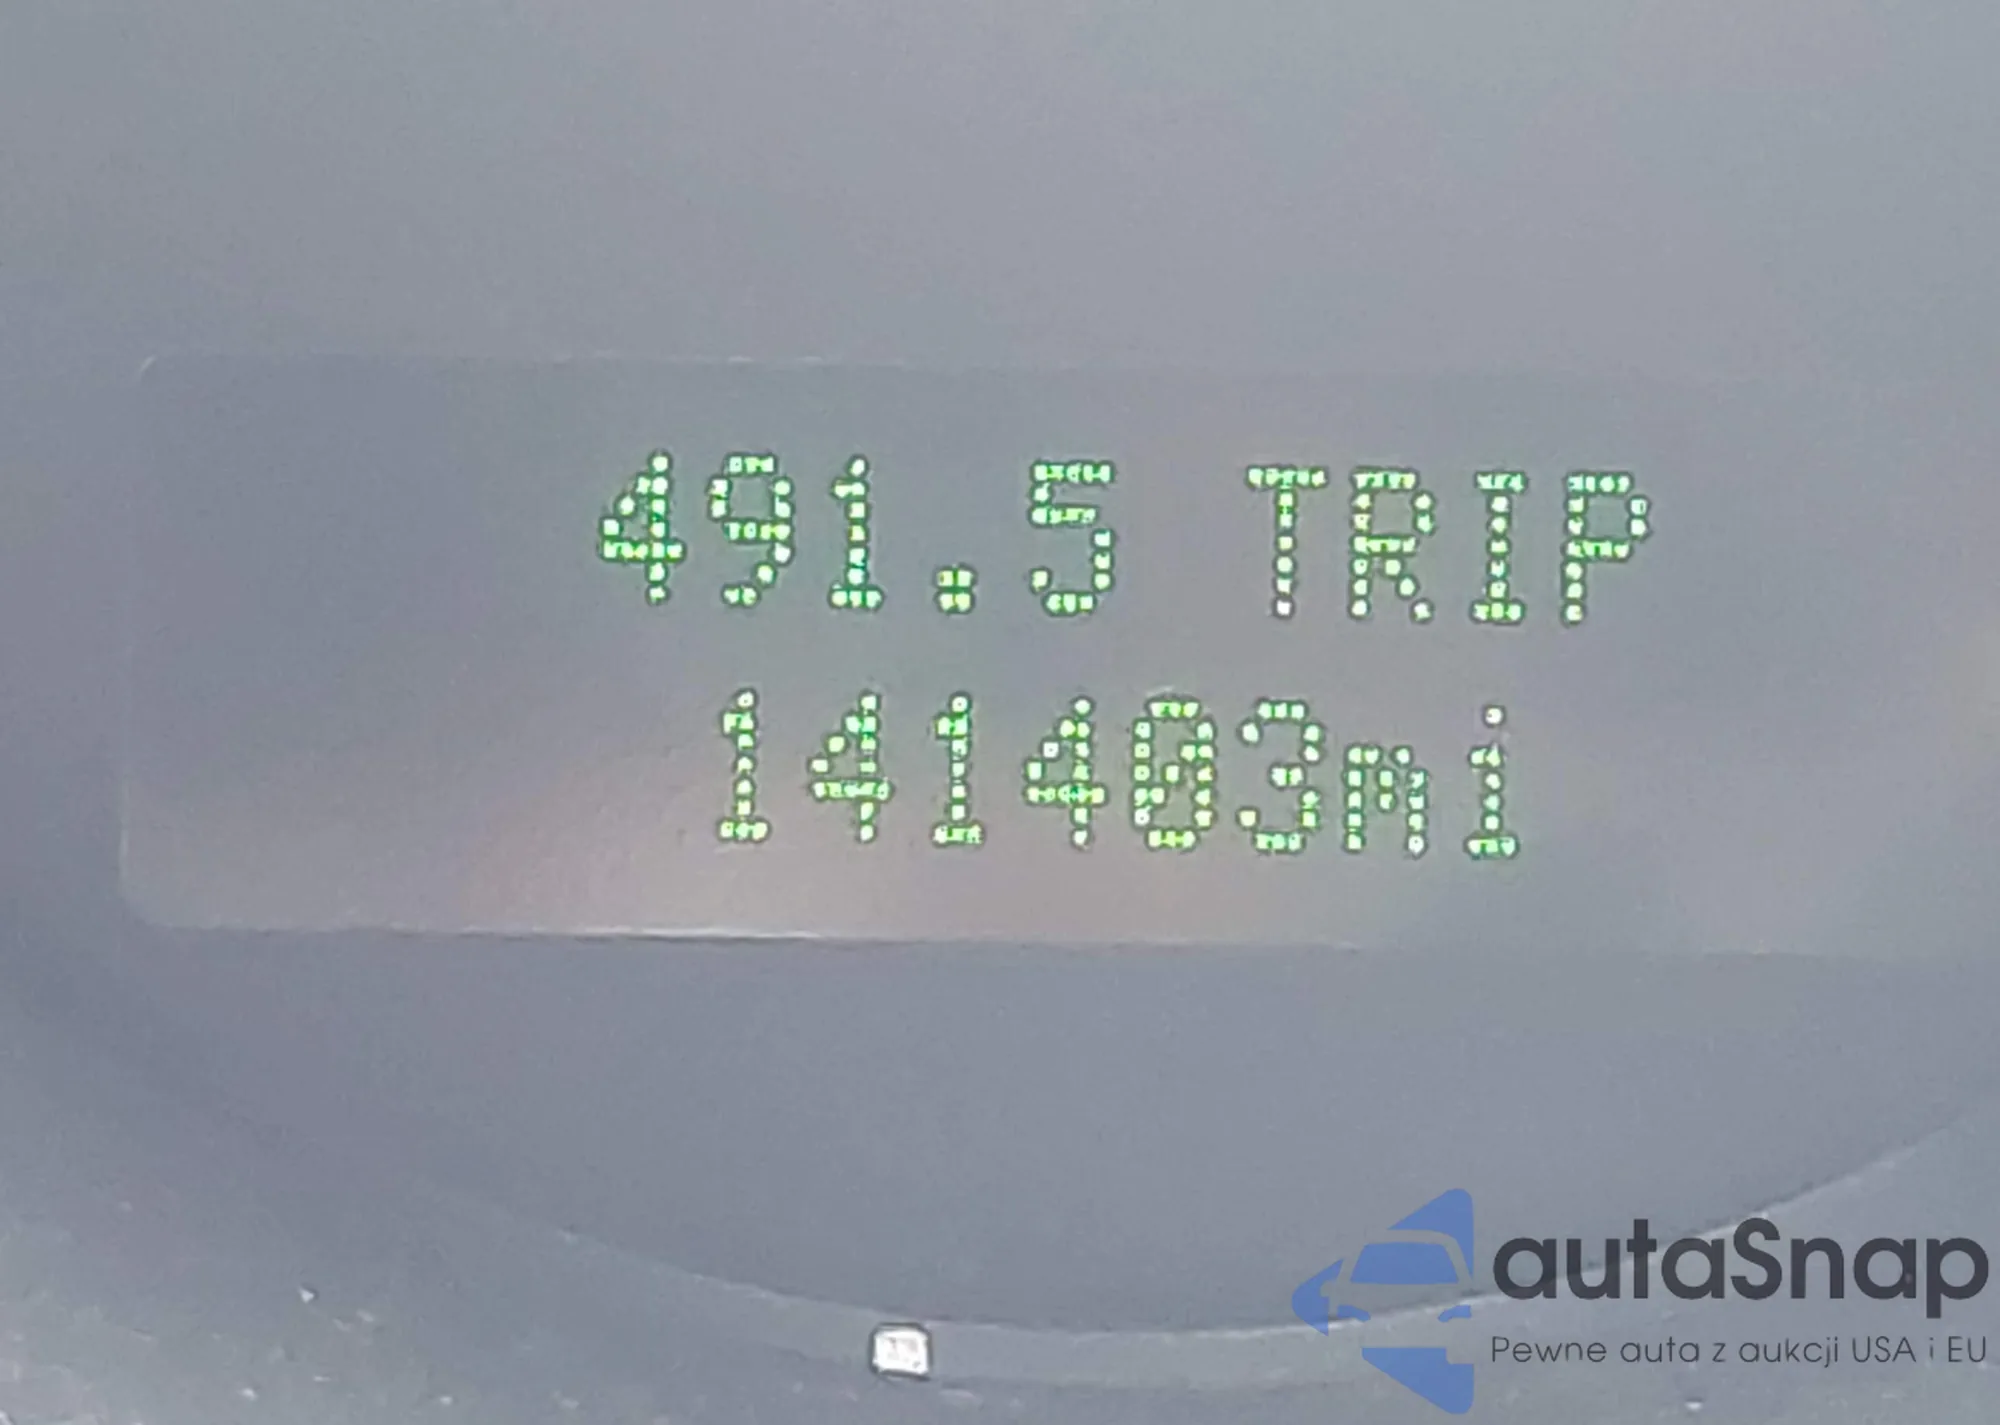 491.5 TRIP
141403mi
autaSnap
Pewne auta z aukcji USA i EU